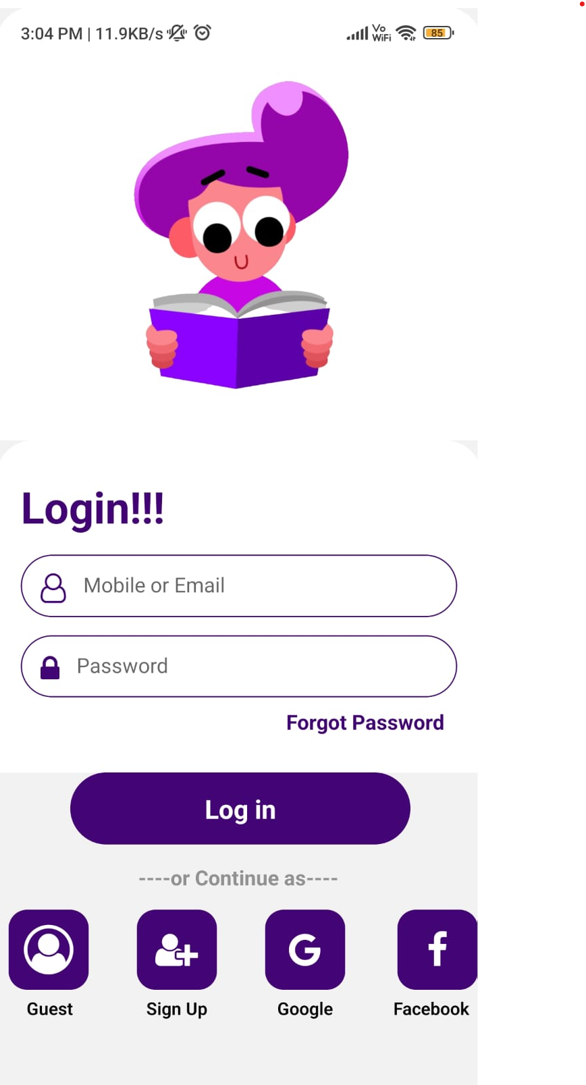 3:04 PM | 11.9KB/s Vo WiFi 85
Login!!!
Mobile or Email
Password
Forgot Password
Log in
----or Continue as----
Guest Sign Up Google Facebook